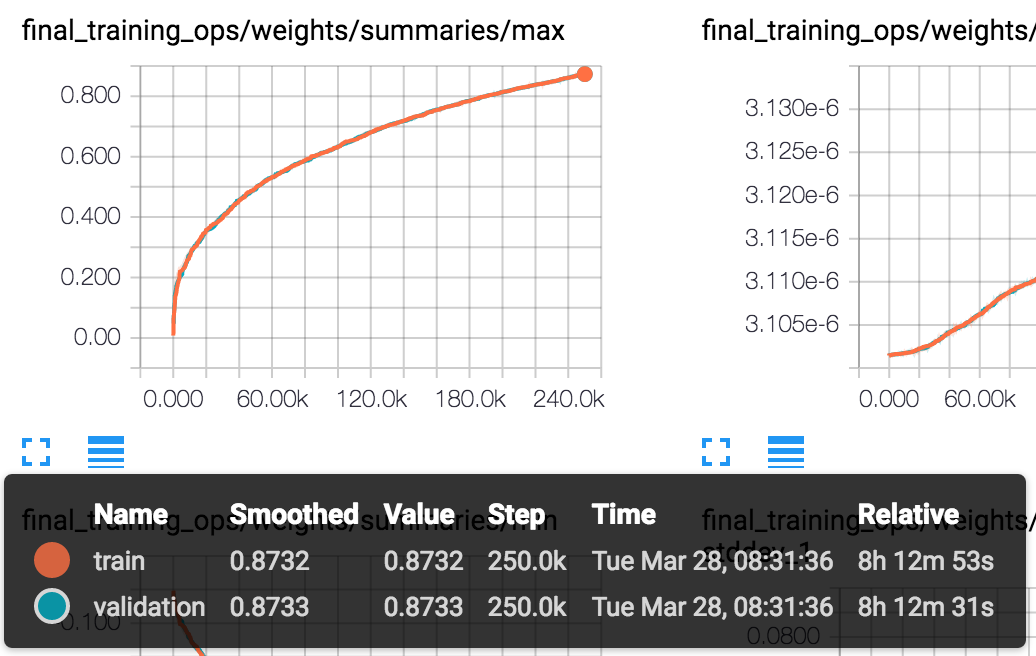 final_training_ops/weights/summaries/max
0.800
0.600
0.400
0.200
0.00
0.000 60.00k 120.0k 180.0k 240.0k
final_training_ops/weights/
3.130e-6
3.125e-6
3.120e-6
3.115e-6
3.110e-6
3.105e-6
0.000 60.00k
final_training_ops/weights/summaries/min
final_training_ops/weights/
stddev_1
Name Smoothed Value Step Time Relative
train 0.8732 0.8732 250.0k Tue Mar 28, 08:31:36 8h 12m 53s
validation 0.8733 0.8733 250.0k Tue Mar 28, 08:31:36 8h 12m 31s
0.100
0.0800